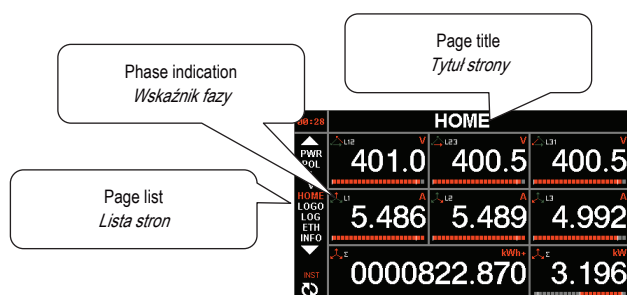 Page title
Tytuł strony
Phase indication
Wskaźnik fazy
Page list
Lista stron
00:28 HOME
PWR
POL
HOME
LOGO
LOG
ETH
INFO
INST
L12 V L23 V L31 V
401.0 400.5 400.5
L1 A L2 A L3 A
5.486 5.489 4.992
Σ kWh+ Σ kW
0000822.870 3.196